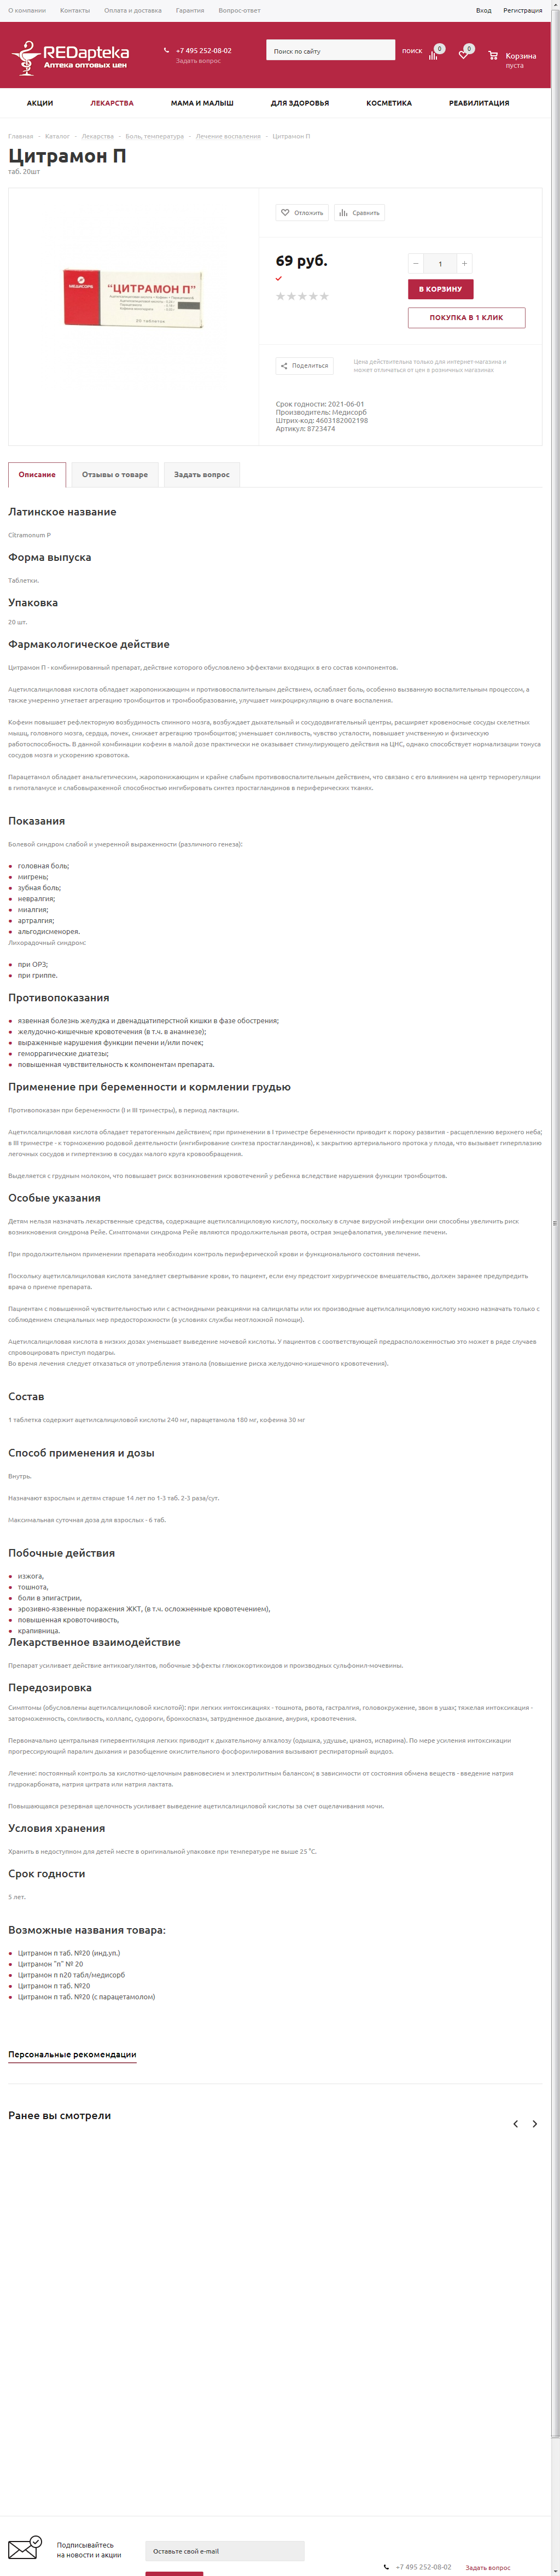 О компании Контакты Оплата и доставка Гарантия Вопрос-ответ Вход Регистрация
REDapteka
Аптека оптовых цен
+7 495 252-08-02
Задать вопрос
Поиск по сайту
поиск
0
0
Корзина
пуста
АКЦИИ ЛЕКАРСТВА МАМА И МАЛЫШ ДЛЯ ЗДОРОВЬЯ КОСМЕТИКА РЕАБИЛИТАЦИЯ
Главная - Каталог - Лекарства - Боль, температура - Лечение воспаления - Цитрамон П
Цитрамон П
таб. 20шт
МЕДИСОРБ
"ЦИТРАМОН П"
20 таблеток
Отложить Сравнить
69 руб.
− 1 +
В КОРЗИНУ
ПОКУПКА В 1 КЛИК
Поделиться
Цена действительна только для интернет-магазина и
может отличаться от цен в розничных магазинах
Срок годности: 2021-06-01
Производитель: Медисорб
Штрих-код: 4603182002198
Артикул: 8723474
Описание Отзывы о товаре Задать вопрос
Латинское название
Citramonum P
Форма выпуска
Таблетки.
Упаковка
20 шт.
Фармакологическое действие
Цитрамон П - комбинированный препарат, действие которого обусловлено эффектами входящих в его состав компонентов.
Ацетилсалициловая кислота обладает жаропонижающим и противовоспалительным действием, ослабляет боль, особенно вызванную воспалительным процессом, а
также умеренно угнетает агрегацию тромбоцитов и тромбообразование, улучшает микроциркуляцию в очаге воспаления.
Кофеин повышает рефлекторную возбудимость спинного мозга, возбуждает дыхательный и сосудодвигательный центры, расширяет кровеносные сосуды скелетных
мышц, головного мозга, сердца, почек, снижает агрегацию тромбоцитов; уменьшает сонливость, чувство усталости, повышает умственную и физическую
работоспособность. В данной комбинации кофеин в малой дозе практически не оказывает стимулирующего действия на ЦНС, однако способствует нормализации тонуса
сосудов мозга и ускорению кровотока.
Парацетамол обладает анальгетическим, жаропонижающим и крайне слабым противовоспалительным действием, что связано с его влиянием на центр терморегуляции
в гипоталамусе и слабовыраженной способностью ингибировать синтез простагландинов в периферических тканях.
Показания
Болевой синдром слабой и умеренной выраженности (различного генеза):
головная боль;
мигрень;
зубная боль;
невралгия;
миалгия;
артралгия;
альгодисменорея.
Лихорадочный синдром:
при ОРЗ;
при гриппе.
Противопоказания
язвенная болезнь желудка и двенадцатиперстной кишки в фазе обострения;
желудочно-кишечные кровотечения (в т.ч. в анамнезе);
выраженные нарушения функции печени и/или почек;
геморрагические диатезы;
повышенная чувствительность к компонентам препарата.
Применение при беременности и кормлении грудью
Противопоказан при беременности (I и III триместры), в период лактации.
Ацетилсалициловая кислота обладает тератогенным действием; при применении в I триместре беременности приводит к пороку развития - расщеплению верхнего неба;
в III триместре - к торможению родовой деятельности (ингибирование синтеза простагландинов), к закрытию артериального протока у плода, что вызывает гиперплазию
легочных сосудов и гипертензию в сосудах малого круга кровообращения.
Выделяется с грудным молоком, что повышает риск возникновения кровотечений у ребенка вследствие нарушения функции тромбоцитов.
Особые указания
Детям нельзя назначать лекарственные средства, содержащие ацетилсалициловую кислоту, поскольку в случае вирусной инфекции они способны увеличить риск
возникновения синдрома Рейе. Симптомами синдрома Рейе являются продолжительная рвота, острая энцефалопатия, увеличение печени.
При продолжительном применении препарата необходим контроль периферической крови и функционального состояния печени.
Поскольку ацетилсалициловая кислота замедляет свертывание крови, то пациент, если ему предстоит хирургическое вмешательство, должен заранее предупредить
врача о приеме препарата.
Пациентам с повышенной чувствительностью или с астмоидными реакциями на салицилаты или их производные ацетилсалициловую кислоту можно назначать только с
соблюдением специальных мер предосторожности (в условиях службы неотложной помощи).
Ацетилсалициловая кислота в низких дозах уменьшает выведение мочевой кислоты. У пациентов с соответствующей предрасположенностью это может в ряде случаев
спровоцировать приступ подагры.
Во время лечения следует отказаться от употребления этанола (повышение риска желудочно-кишечного кровотечения).
Состав
1 таблетка содержит ацетилсалициловой кислоты 240 мг, парацетамола 180 мг, кофеина 30 мг
Способ применения и дозы
Внутрь.
Назначают взрослым и детям старше 14 лет по 1-3 таб. 2-3 раза/сут.
Максимальная суточная доза для взрослых - 6 таб.
Побочные действия
изжога,
тошнота,
боли в эпигастрии,
эрозивно-язвенные поражения ЖКТ, (в т.ч. осложненные кровотечением),
повышенная кровоточивость,
крапивница.
Лекарственное взаимодействие
Препарат усиливает действие антикоагулянтов, побочные эффекты глюкокортикоидов и производных сульфонил-мочевины.
Передозировка
Симптомы (обусловлены ацетилсалициловой кислотой): при легких интоксикациях - тошнота, рвота, гастралгия, головокружение, звон в ушах; тяжелая интоксикация -
заторможенность, сонливость, коллапс, судороги, бронхоспазм, затрудненное дыхание, анурия, кровотечения.
Первоначально центральная гипервентиляция легких приводит к дыхательному алкалозу (одышка, удушье, цианоз, испарина). По мере усиления интоксикации
прогрессирующий паралич дыхания и разобщение окислительного фосфорилирования вызывают респираторный ацидоз.
Лечение: постоянный контроль за кислотно-щелочным равновесием и электролитным балансом; в зависимости от состояния обмена веществ - введение натрия
гидрокарбоната, натрия цитрата или натрия лактата.
Повышающаяся резервная щелочность усиливает выведение ацетилсалициловой кислоты за счет ощелачивания мочи.
Условия хранения
Хранить в недоступном для детей месте в оригинальной упаковке при температуре не выше 25 °C.
Срок годности
5 лет.
Возможные названия товара:
Цитрамон п таб. №20 (инд.уп.)
Цитрамон "п" № 20
Цитрамон п n20 табл/медисорб
Цитрамон п таб. №20
Цитрамон п таб. №20 (с парацетамолом)
Персональные рекомендации
Ранее вы смотрели
Подписывайтесь
на новости и акции
Оставьте свой e-mail
+7 495 252-08-02 Задать вопрос